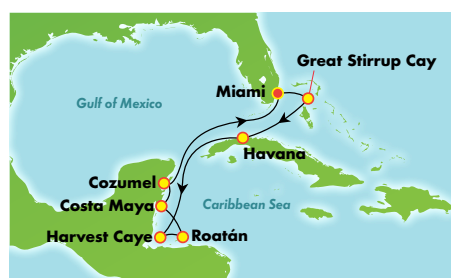 Great Stirrup Cay
Miami
Gulf of Mexico
Havana
Cozumel
Costa Maya
Caribbean Sea
Harvest Caye
Roatán